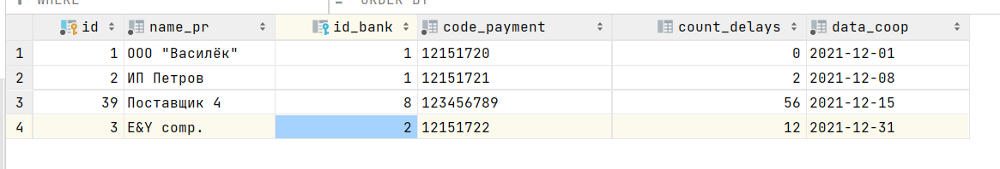 WHERE ORDER BY
id name_pr id_bank code_payment count_delays data_coop
1 1 ООО "Василёк" 1 12151720 0 2021-12-01
2 2 ИП Петров 1 12151721 2 2021-12-08
3 39 Поставщик 4 8 123456789 56 2021-12-15
4 3 E&Y comp. 2 12151722 12 2021-12-31